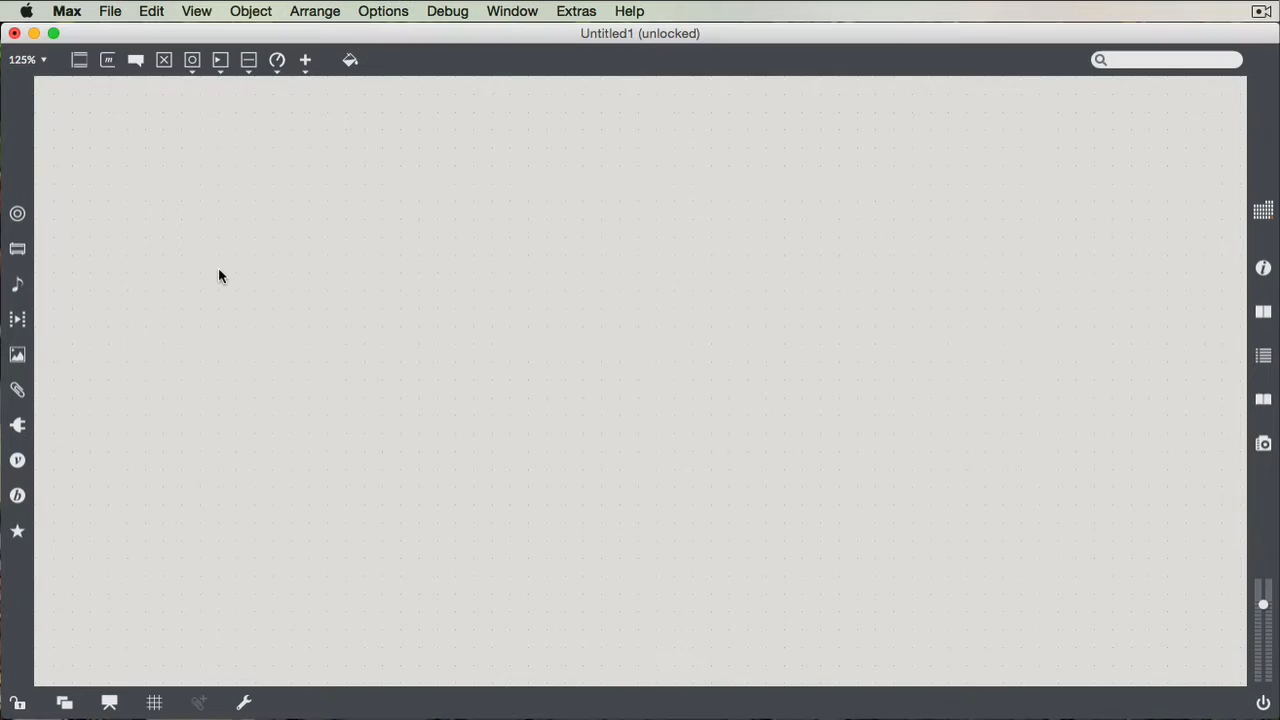 Max File Edit View Object Arrange Options Debug Window Extras Help
Untitled1 (unlocked)
125%
m
i
v
b